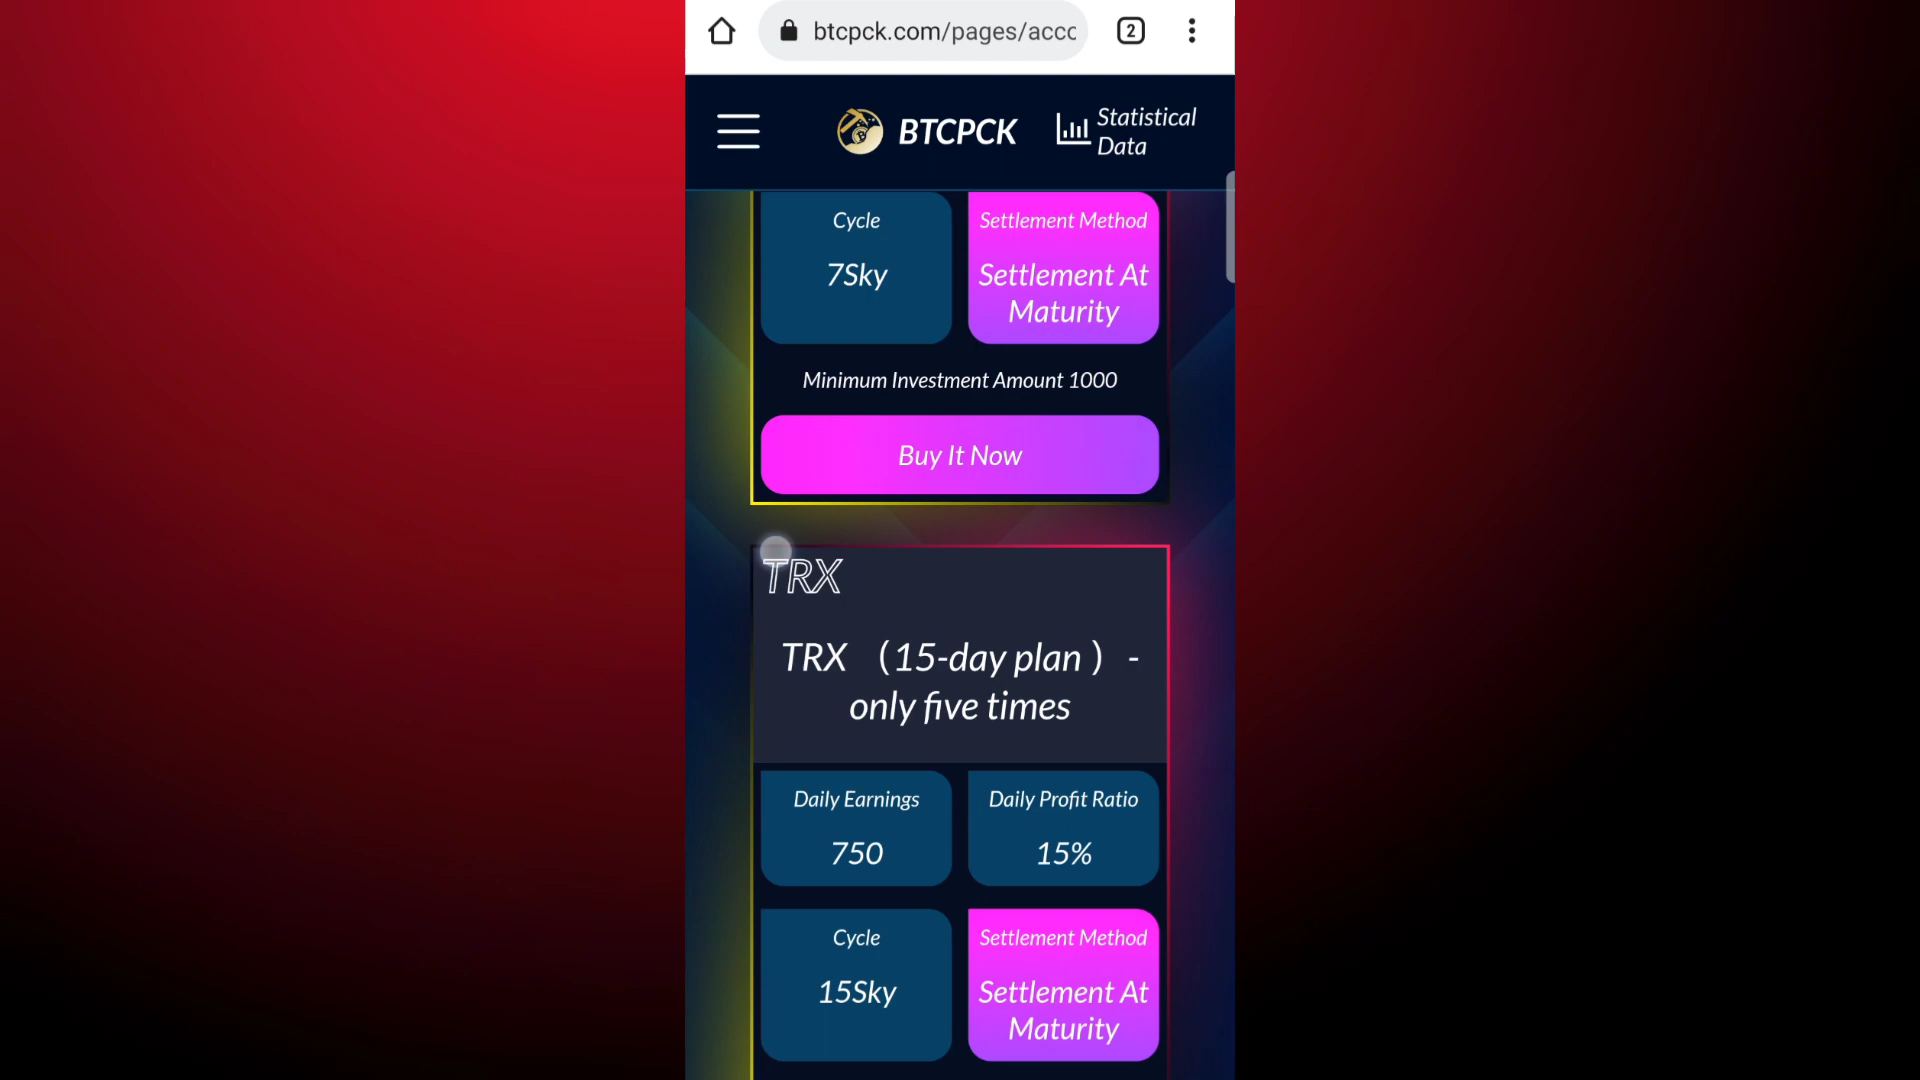 btcpck.com/pages/accc
2
BTCPCK
Statistical
Data
Cycle
Settlement Method
7Sky
Settlement At
Maturity
Minimum Investment Amount 1000
Buy It Now
TRX
TRX （15-day plan） -
only five times
Daily Earnings
Daily Profit Ratio
750
15%
Cycle
Settlement Method
15Sky
Settlement At
Maturity